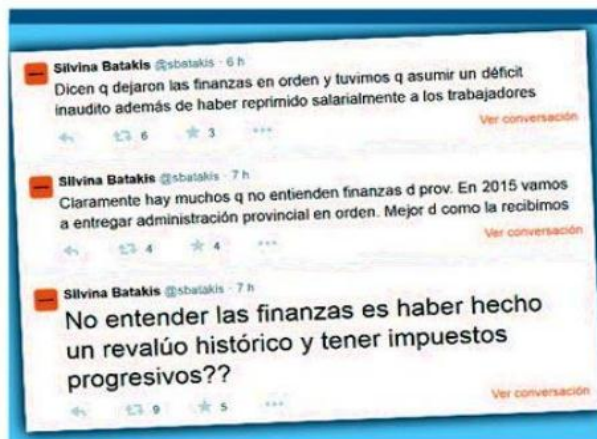 Silvina Batakis @sbatakis · 6 h
Dicen q dejaron las finanzas en orden y tuvimos q asumir un déficit
inaudito además de haber reprimido salarialmente a los trabajadores
Ver conversación
6 3
Silvina Batakis @sbatakis · 7 h
Claramente hay muchos q no entienden finanzas d prov. En 2015 vamos
a entregar administración provincial en orden. Mejor d como la recibimos
Ver conversación
4 4
Silvina Batakis @sbatakis · 7 h
No entender las finanzas es haber hecho
un revalúo histórico y tener impuestos
progresivos??
Ver conversación
9 5